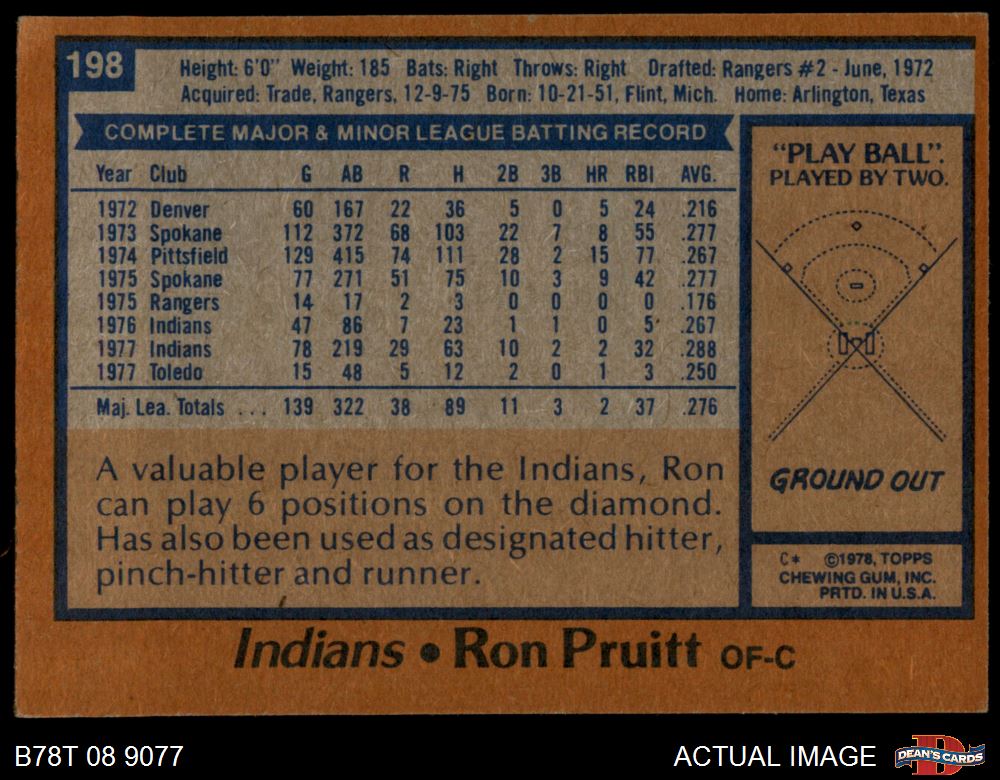 198
Height: 6'0" Weight: 185 Bats: Right Throws: Right Drafted: Rangers #2 - June, 1972
Acquired: Trade, Rangers, 12-9-75 Born: 10-21-51, Flint, Mich. Home: Arlington, Texas
COMPLETE MAJOR & MINOR LEAGUE BATTING RECORD
Year Club G AB R H 2B 3B HR RBI AVG.
1972 Denver 60 167 22 36 5 0 5 24 .216
1973 Spokane 112 372 68 103 22 7 8 55 .277
1974 Pittsfield 129 415 74 111 28 2 15 77 .267
1975 Spokane 77 271 51 75 10 3 9 42 .277
1975 Rangers 14 17 2 3 0 0 0 0 .176
1976 Indians 47 86 7 23 1 1 0 5 .267
1977 Indians 78 219 29 63 10 2 2 32 .288
1977 Toledo 15 48 5 12 2 0 1 3 .250
Maj. Lea. Totals ... 139 322 38 89 11 3 2 37 .276
A valuable player for the Indians, Ron
can play 6 positions on the diamond.
Has also been used as designated hitter,
pinch-hitter and runner.
"PLAY BALL".
PLAYED BY TWO.
GROUND OUT
C* ©1978, TOPPS
CHEWING GUM, INC.
PRTD. IN U.S.A.
Indians • Ron Pruitt OF-C
B78T 08 9077
ACTUAL IMAGE
D
DEAN'S CARDS